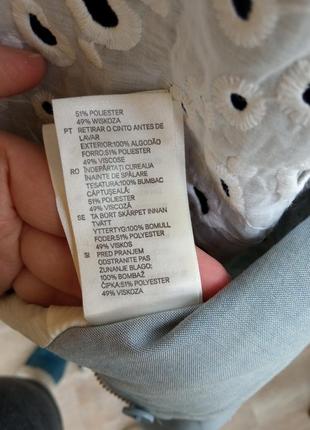 51% POLIESTER
49% WISKOZA
PT RETIRAR O CINTO ANTES DE
LAVAR
EXTERIOR:100% ALGODÃO
FORRO:51% POLIESTER
49% VISCOSE
RO ÎNDEPĂRTAȚI CUREAUA
ÎNAINTE DE SPĂLARE
ȚESATURA:100% BUMBAC
CĂPTUȘEALĂ:
51% POLIESTER
49% VISCOZĂ
SE TA BORT SKÄRPET INNAN
TVÄTT
YTTERTYG:100% BOMULL
FODER:51% POLYESTER
49% VISKOS
SI PRED PRANJEM
ODSTRANITE PAS
ZUNANJE BLAGO:
100% BOMBAŽ
ČIPKA:51% POLYESTER
49% VISKOZA